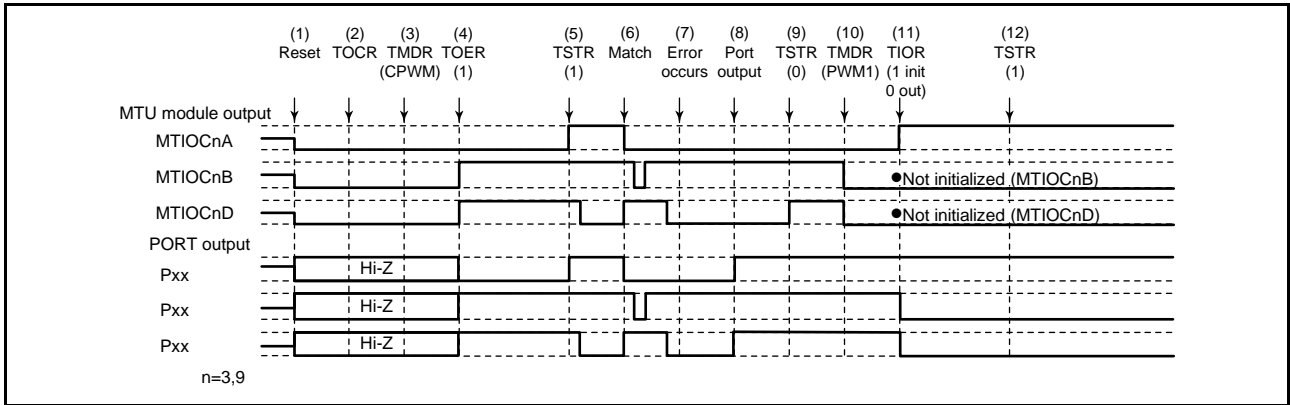 (1) (2) (3) (4) (5) (6) (7) (8) (9) (10) (11) (12)
Reset TOCR TMDR TOER TSTR Match Error Port TSTR TMDR TIOR TSTR
(CPWM) (1) (1) occurs output (0) (PWM1) (1 init (1)
0 out)
MTU module output
MTIOCnA
MTIOCnB
●Not initialized (MTIOCnB)
MTIOCnD
●Not initialized (MTIOCnD)
PORT output
Pxx Hi-Z
Pxx Hi-Z
Pxx Hi-Z
n=3,9